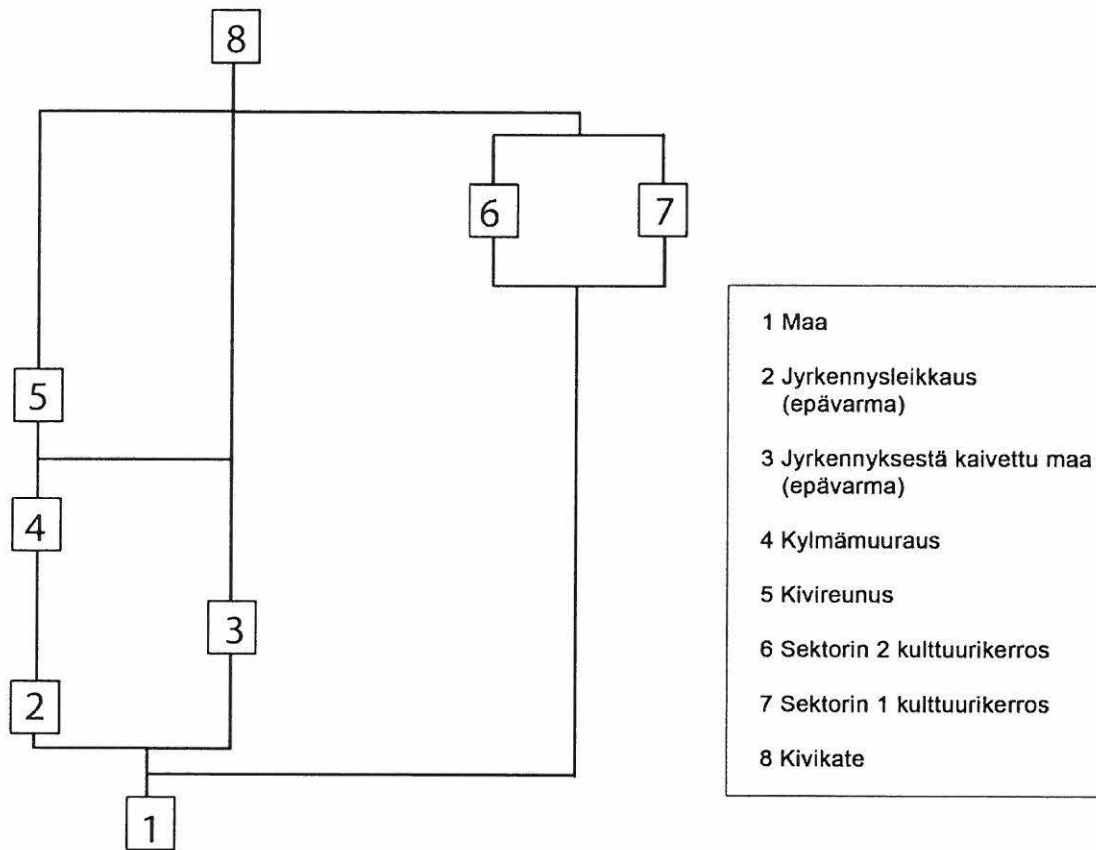 8
6
7
5
4
3
2
1
1 Maa
2 Jyrkennysleikkaus
(epävarma)
3 Jyrkennyksestä kaivettu maa
(epävarma)
4 Kylmämuuraus
5 Kivireunus
6 Sektorin 2 kulttuurikerros
7 Sektorin 1 kulttuurikerros
8 Kivikate